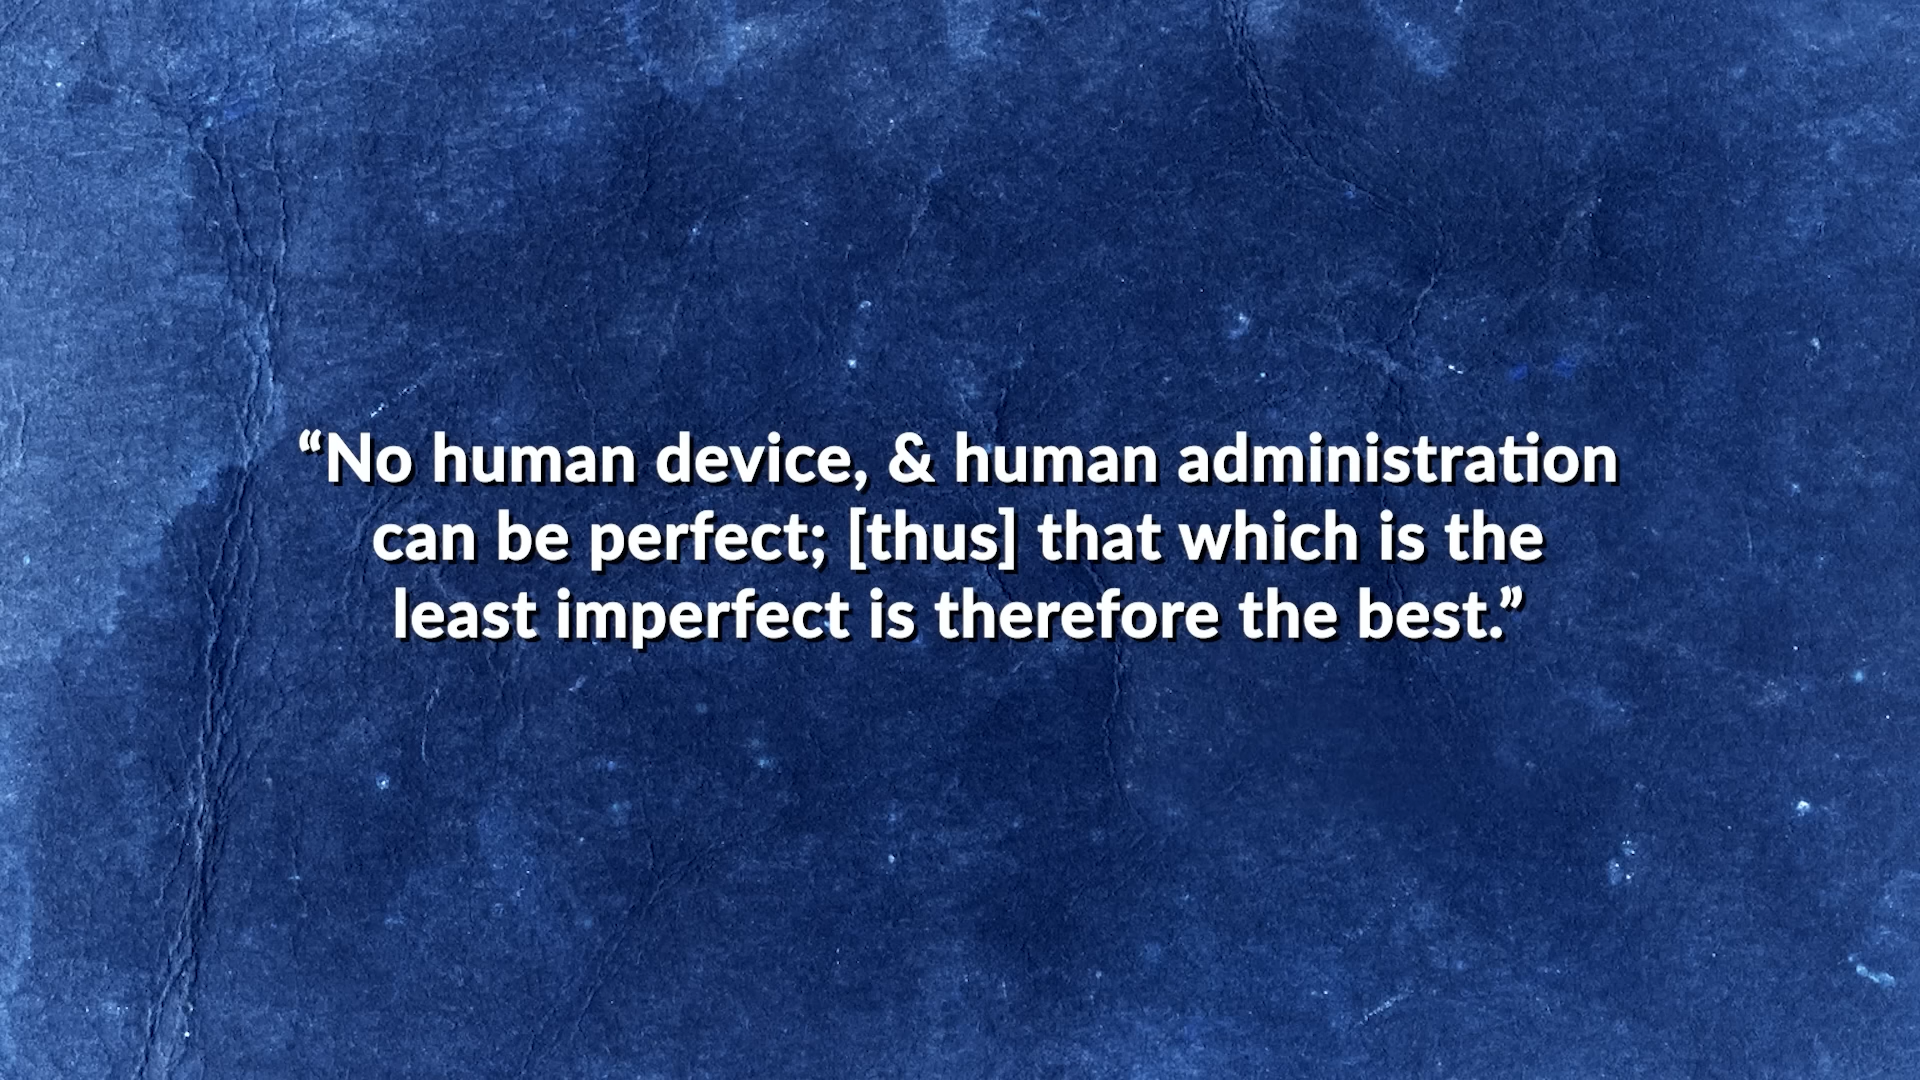 “No human device, & human administration
can be perfect; [thus] that which is the
least imperfect is therefore the best.”